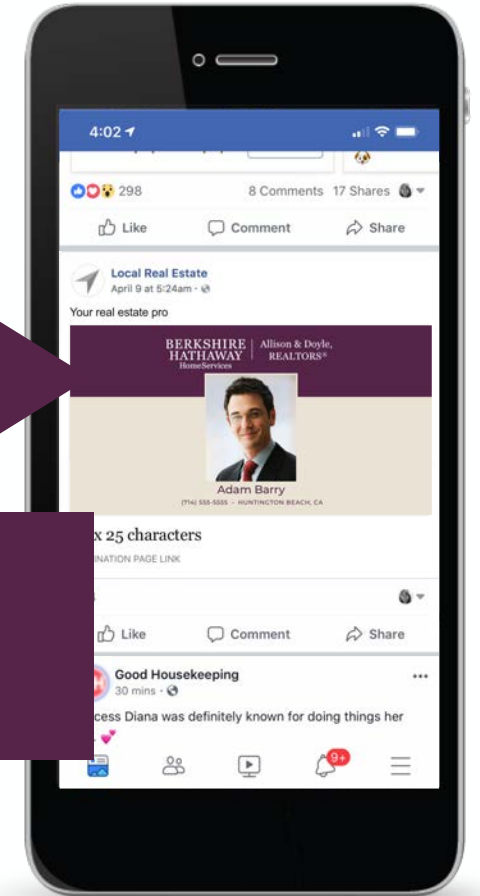 4:02
298 8 Comments 17 Shares
Like Comment Share
Local Real Estate
April 9 at 5:24am ·
Your real estate pro
BERKSHIRE HATHAWAY HomeServices
Allison & Doyle, REALTORS®
Adam Barry
(714) 555-5555 - HUNTINGTON BEACH, CA
x 25 characters
INATION PAGE LINK
Like Comment Share
Good Housekeeping
30 mins ·
cess Diana was definitely known for doing things her
9+